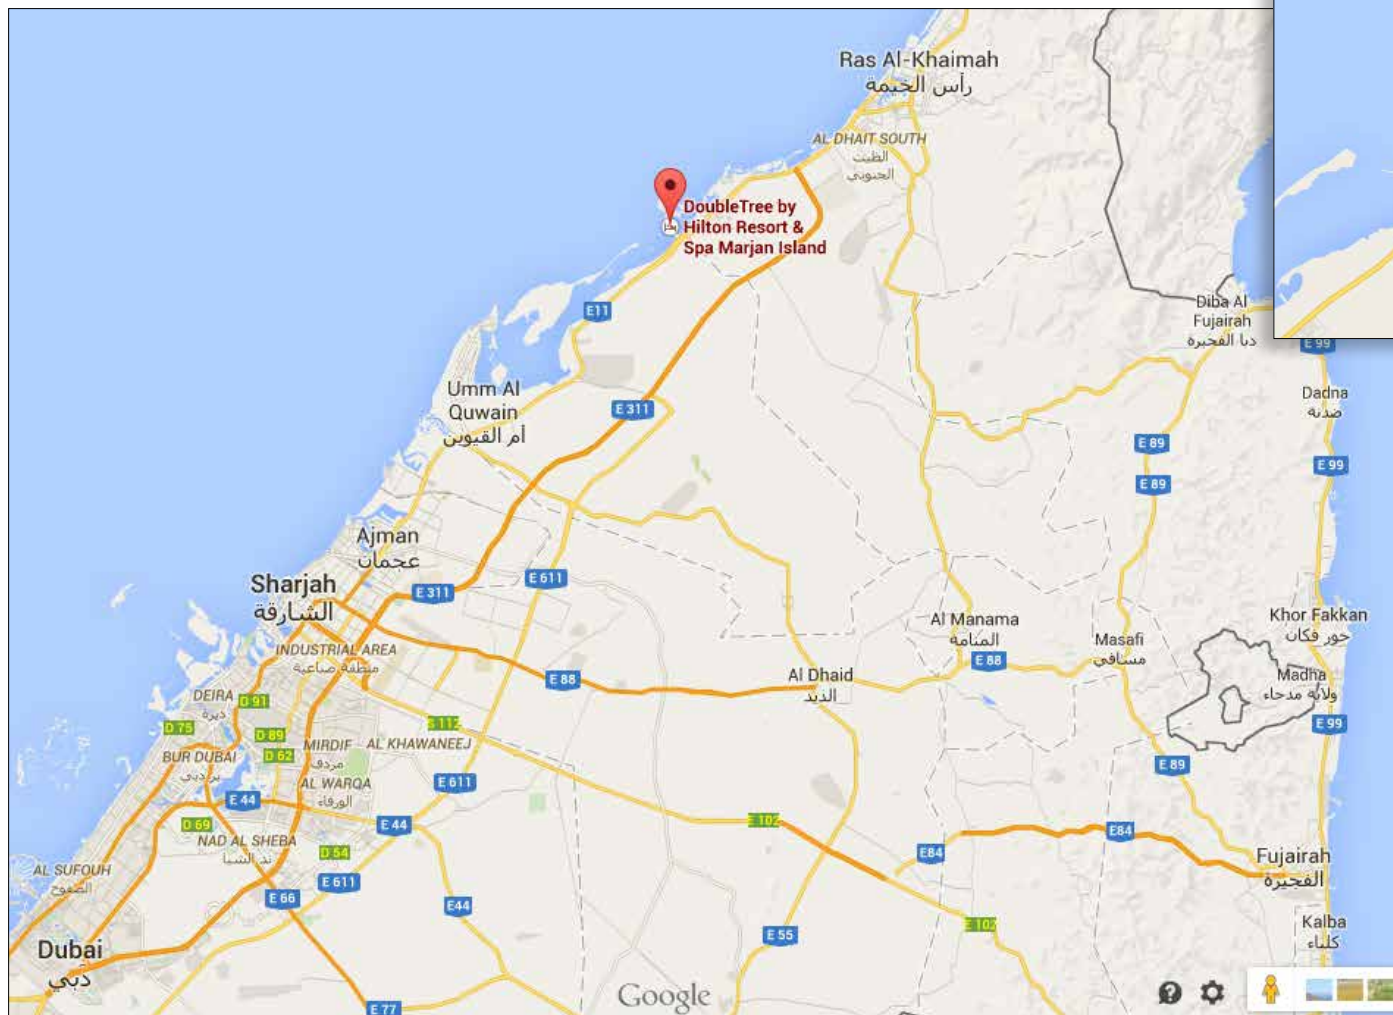 Ras Al-Khaimah
رأس الخيمة
AL DHAIT SOUTH
الظيت
الجنوبي
DoubleTree by
Hilton Resort &
Spa Marjan Island
Diba Al
Fujairah
دبا الفجيرة
E11
E 99
Umm Al
Quwain
أم القيوين
E 311
Dadna
ضدنة
E 89
E 99
E 89
Ajman
عجمان
Sharjah
الشارقة
E 311
E 611
Al Manama
المنامة
Khor Fakkan
خور فكان
INDUSTRIAL AREA
منطقة صناعية
Masafi
مسافي
E 88
E 88
Al Dhaid
الذيد
Madha
ولاية مدحاء
DEIRA
ديرة
D 91
D 75
D 89
S 112
E 99
BUR DUBAI
بر دبي
D 62
MIRDIF
مردف
AL KHAWANEEJ
AL WARQA
الورقاء
E 611
E 89
E 44
D 69
E 44
E 102
E84
NAD AL SHEBA
ند الشبا
D 54
E84
Fujairah
الفجيرة
AL SUFOUH
الصفوح
E 611
E 66
E44
E 55
E 102
Kalba
كلباء
Dubai
دبي
Google
E 77